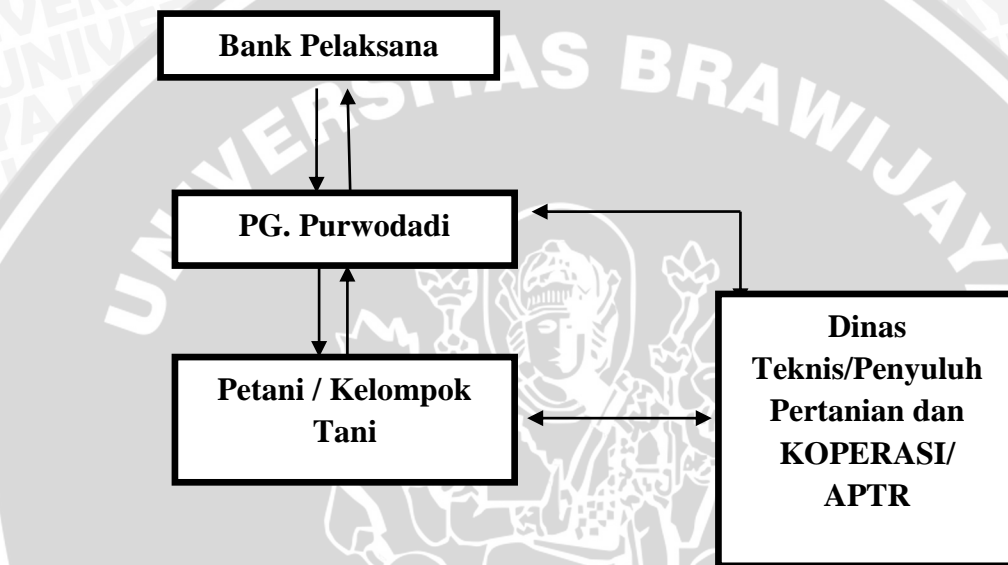 UNIVERSITAS BRAWIJAYA
Bank Pelaksana
PG. Purwodadi
Petani / Kelompok
Tani
Dinas
Teknis/Penyuluh
Pertanian dan
KOPERASI/
APTR